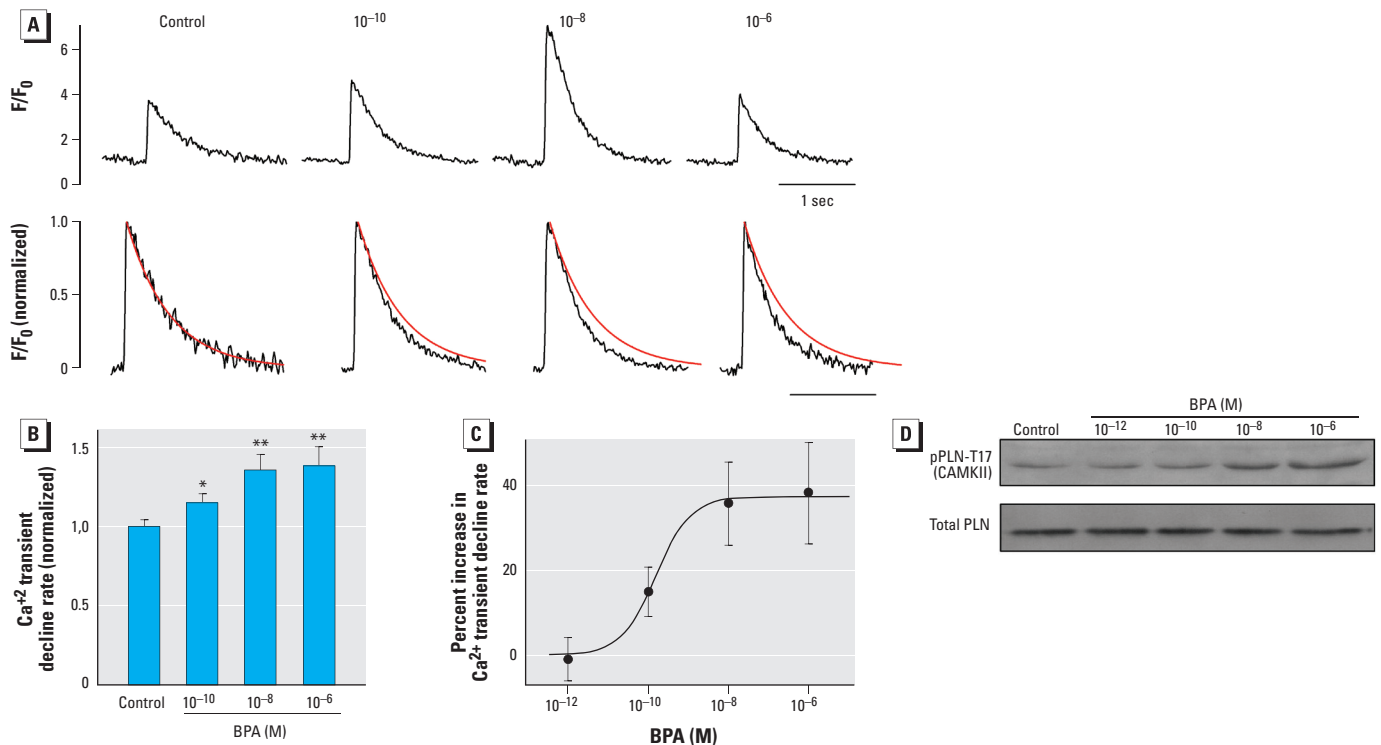 A
Control 10–10 10–8 10–6
F/F0
6
4
2
0
1 sec
F/F0 (normalized)
1.0
0.5
0
B
Ca+2 transient
decline rate (normalized)
1.5
1,0
0.5
0
* ** **
Control 10–10 10–8 10–6
BPA (M)
C
Percent increase in
Ca2+ transient decline rate
40
20
0
10–12 10–10 10–8 10–6
BPA (M)
D
BPA (M)
Control 10–12 10–10 10–8 10–6
pPLN-T17
(CAMKII)
Total PLN